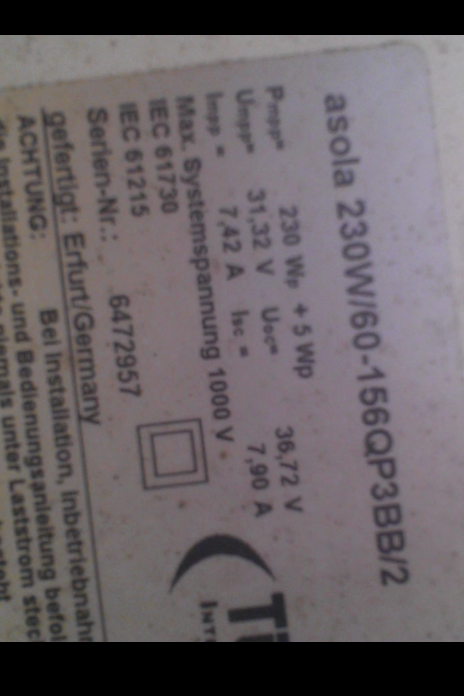 asola 230W/60-156QP3BB/2
Pmpp= 230 Wp + 5 Wp
Umpp= 31,32 V Uoc= 36,72 V
Impp = 7,42 A Isc = 7,90 A
Max. Systemspannung 1000 V
IEC 61730
IEC 61215
Serien-Nr.: 6472957
gefertigt: Erfurt/Germany
ACHTUNG: Bei Installation, Inbetriebnahm
die Installations- und Bedienungsanleitung befol
niemals unter Laststrom stec